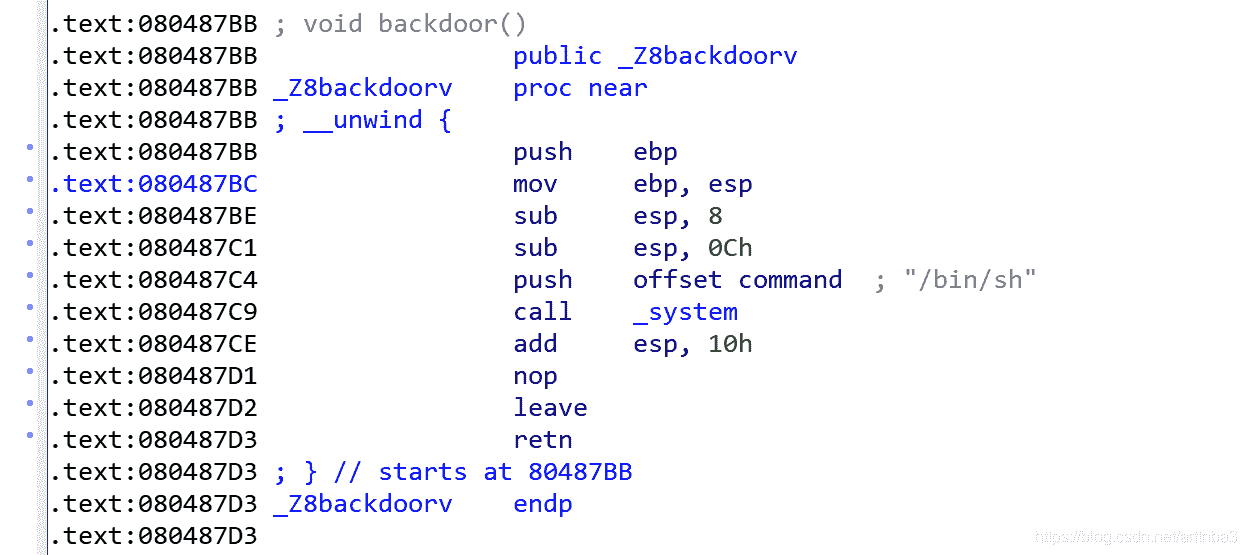 .text:080487BB ; void backdoor()
.text:080487BB public _Z8backdoorv
.text:080487BB _Z8backdoorv proc near
.text:080487BB ; __unwind {
.text:080487BB push ebp
.text:080487BC mov ebp, esp
.text:080487BE sub esp, 8
.text:080487C1 sub esp, 0Ch
.text:080487C4 push offset command ; "/bin/sh"
.text:080487C9 call _system
.text:080487CE add esp, 10h
.text:080487D1 nop
.text:080487D2 leave
.text:080487D3 retn
.text:080487D3 ; } // starts at 80487BB
.text:080487D3 _Z8backdoorv endp
.text:080487D3
https://blog.csdn.net/arttnba3